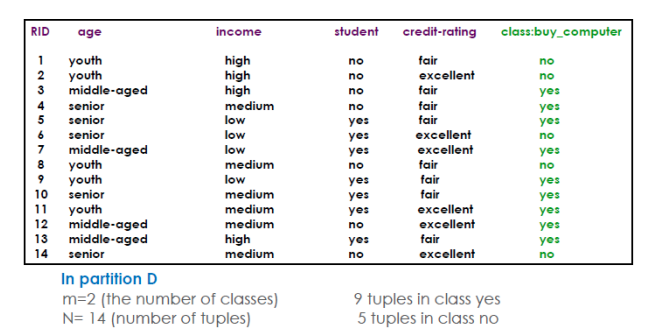 RID age income student credit-rating class:buy_computer
1 youth high no fair no
2 youth high no excellent no
3 middle-aged high no fair yes
4 senior medium no fair yes
5 senior low yes fair yes
6 senior low yes excellent no
7 middle-aged low yes excellent yes
8 youth medium no fair no
9 youth low yes fair yes
10 senior medium yes fair yes
11 youth medium yes excellent yes
12 middle-aged medium no excellent yes
13 middle-aged high yes fair yes
14 senior medium no excellent no
In partition D
m=2 (the number of classes) 9 tuples in class yes
N= 14 (number of tuples) 5 tuples in class no